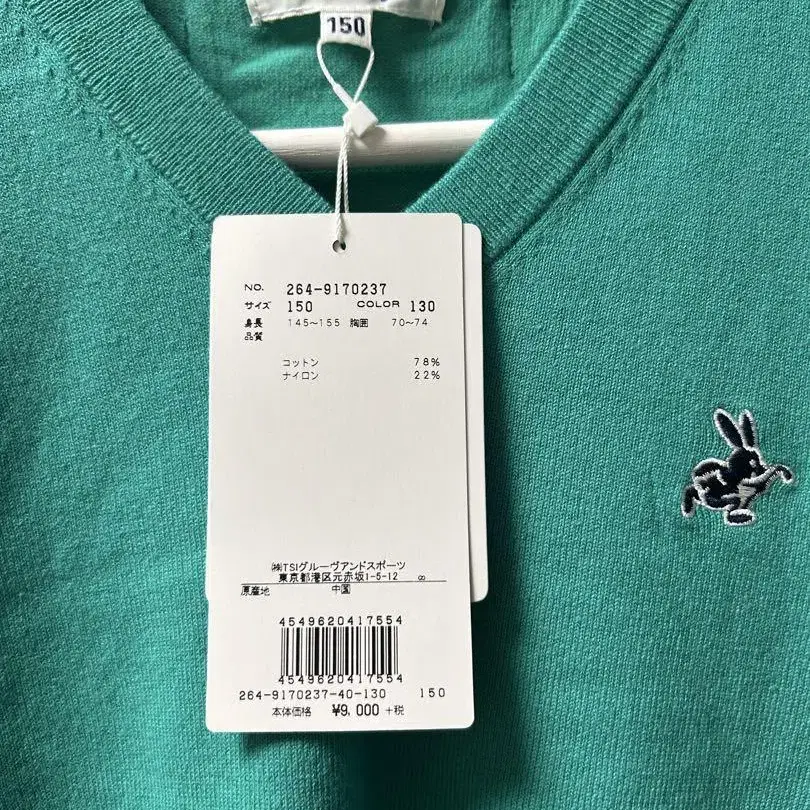 150
NO. 264-9170237
サイズ 150 COLOR 130
身長 145～155 胸囲 70～74
品質
コットン 78%
ナイロン 22%
㈱TSIグルーヴアンドスポーツ
東京都港区元赤坂1-5-12 ∞
原産地 中国
4549620417554
4549620417554
264-9170237-40-130 150
本体価格 ¥9,000 +税